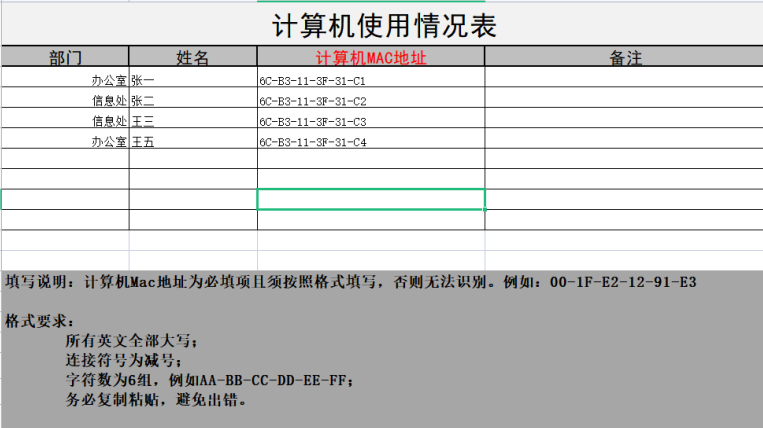 计算机使用情况表
部门 姓名 计算机MAC地址 备注
办公室 张一 6C-B3-11-3F-31-C1
信息处 张二 6C-B3-11-3F-31-C2
信息处 王三 6C-B3-11-3F-31-C3
办公室 王五 6C-B3-11-3F-31-C4
填写说明：计算机Mac地址为必填项且须按照格式填写，否则无法识别。例如：00-1F-E2-12-91-E3
格式要求：
所有英文全部大写；
连接符号为减号；
字符数为6组，例如AA-BB-CC-DD-EE-FF；
务必复制粘贴，避免出错。